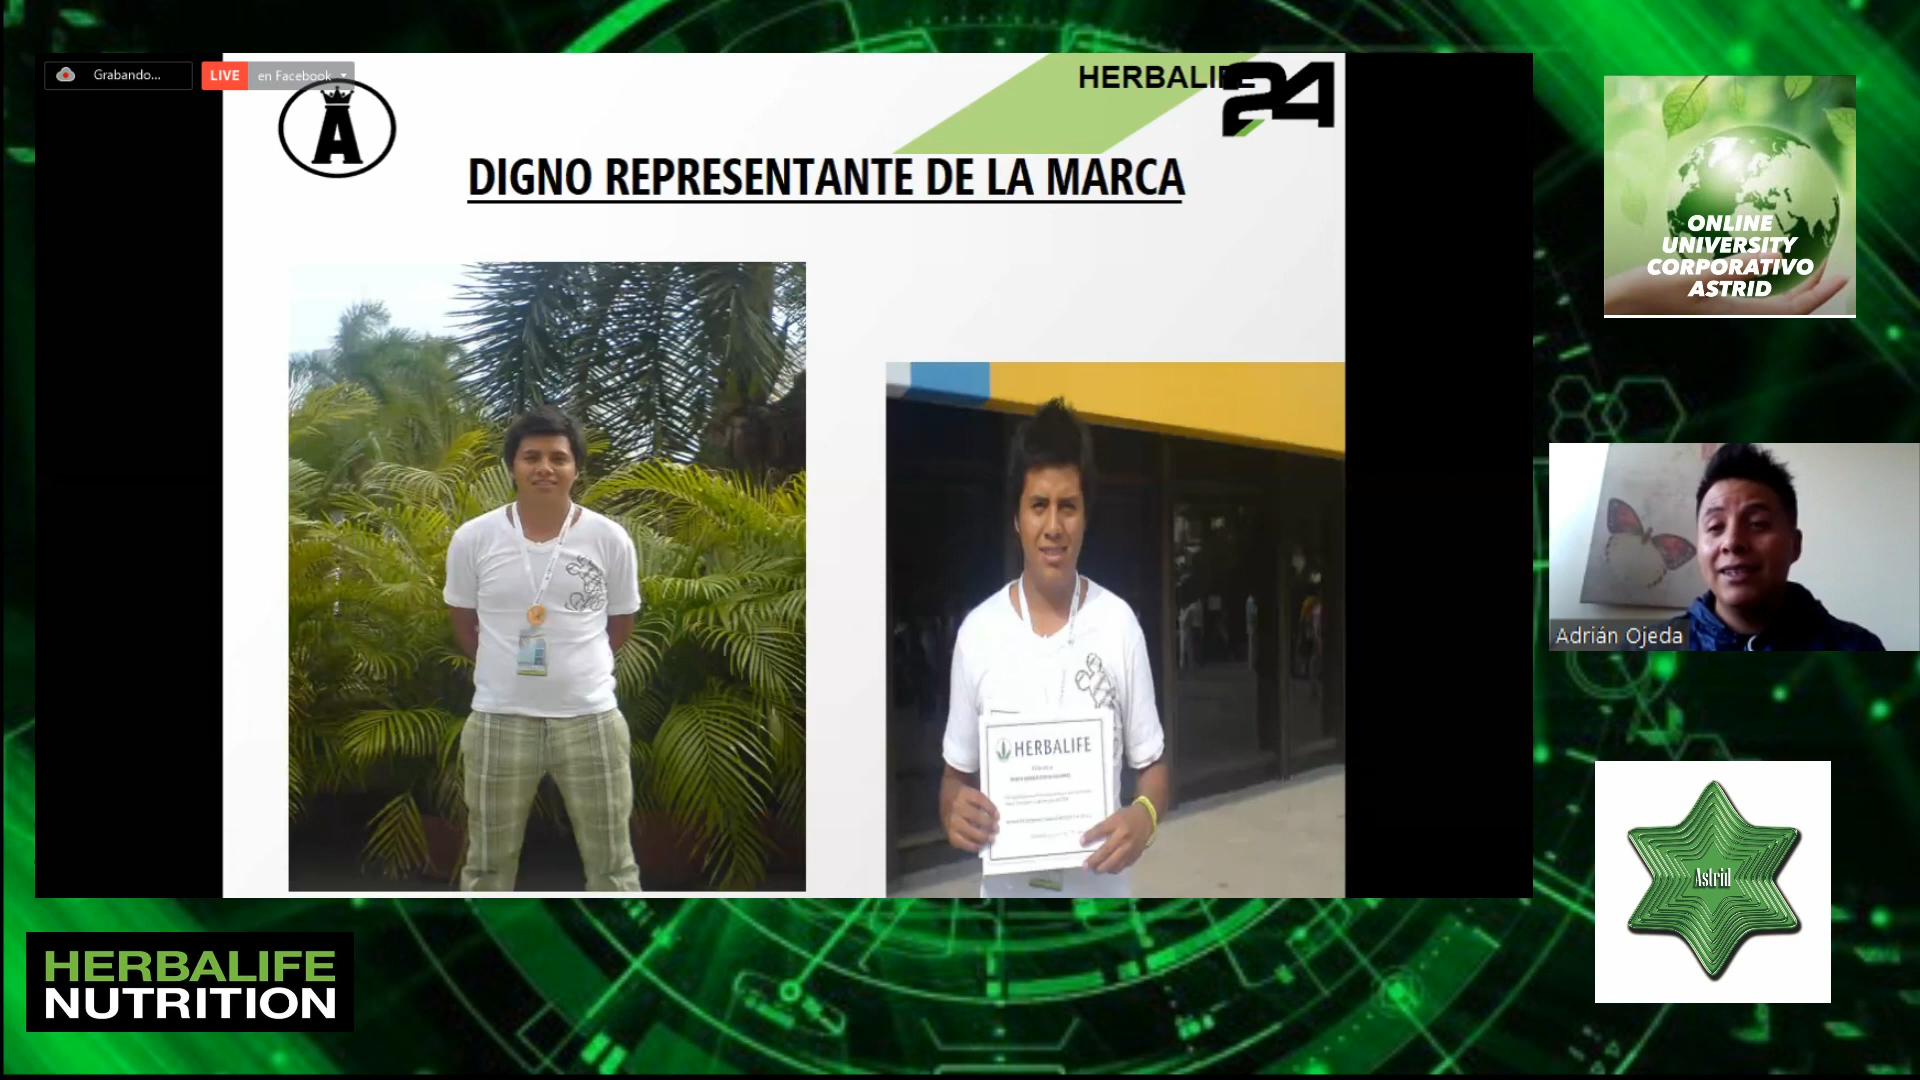 Grabando...
LIVE en Facebook
HERBALIFE
24
A
DIGNO REPRESENTANTE DE LA MARCA
HERBALIFE
ONLINE
UNIVERSITY
CORPORATIVO
ASTRID
Adrián Ojeda
Astrid
HERBALIFE
NUTRITION